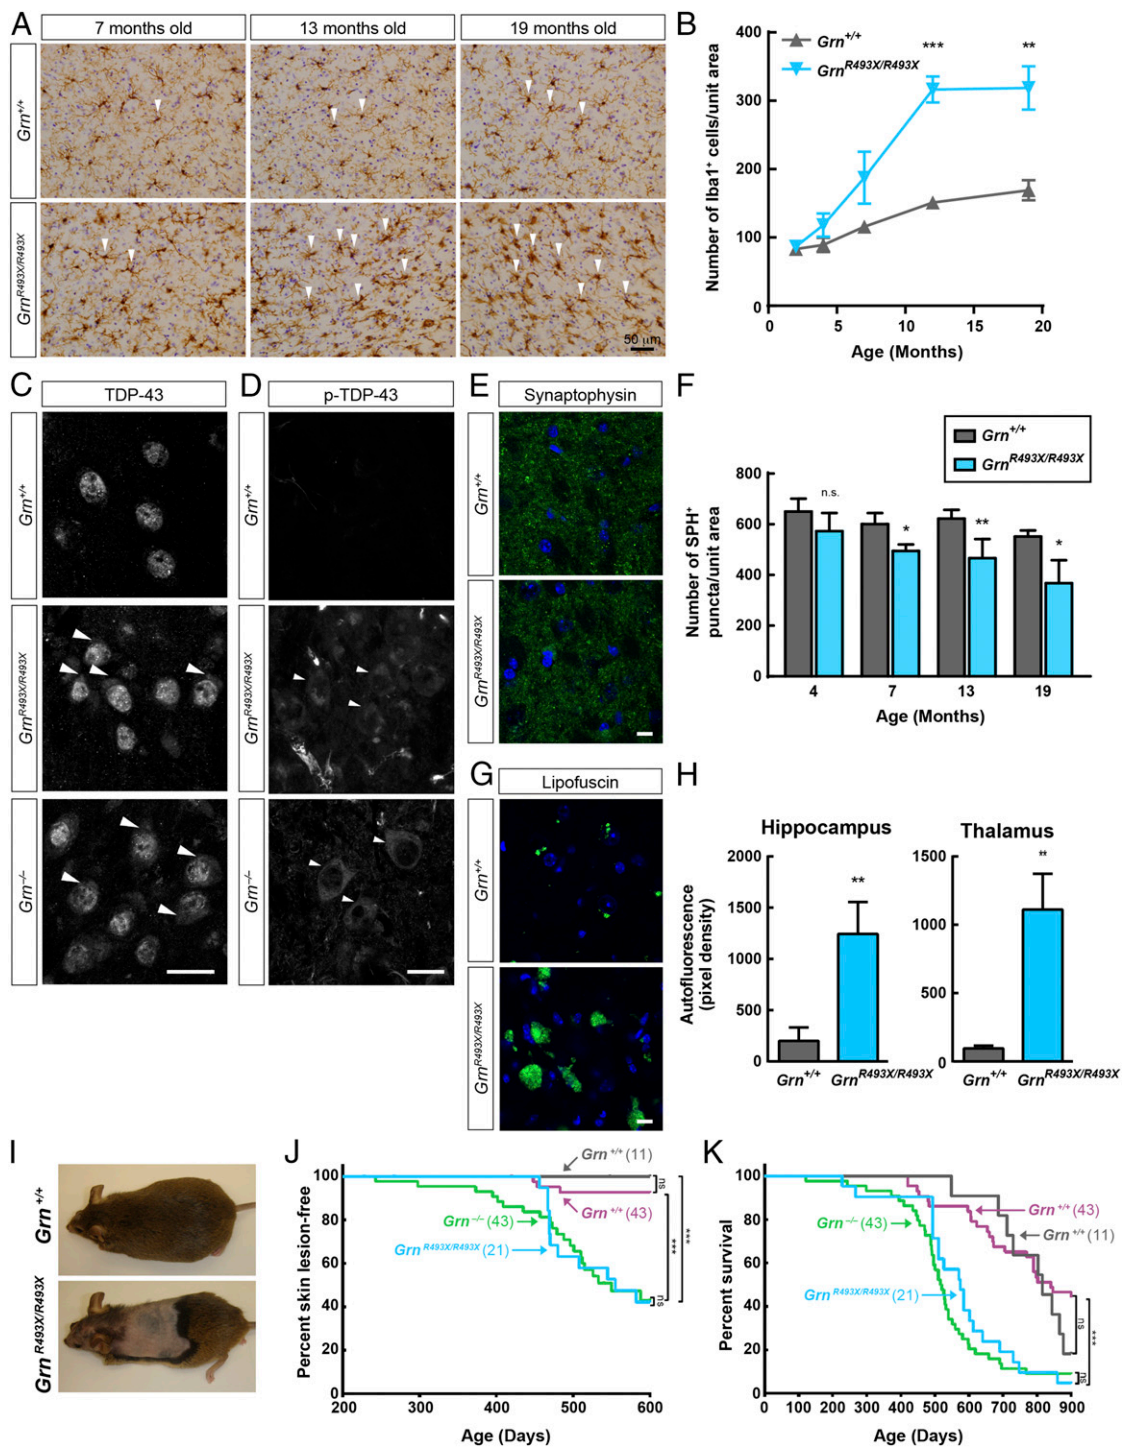 A
7 months old
13 months old
19 months old
Grn+/+
GrnR493X/R493X
50 µm
B
Grn+/+
GrnR493X/R493X
***
**
Number of Iba1+ cells/unit area
400
300
200
100
0
0 5 10 15 20
Age (Months)
C
TDP-43
Grn+/+
GrnR493X/R493X
Grn–/–
D
p-TDP-43
Grn+/+
GrnR493X/R493X
Grn–/–
E
Synaptophysin
Grn+/+
GrnR493X/R493X
F
Grn+/+
GrnR493X/R493X
Number of SPH+
puncta/unit area
800
600
400
200
0
n.s.
*
**
*
4 7 13 19
Age (Months)
G
Lipofuscin
Grn+/+
GrnR493X/R493X
H
Hippocampus
Thalamus
Autofluorescence
(pixel density)
2000
1500
1000
500
0
**
Grn+/+ GrnR493X/R493X
1500
1000
500
0
**
Grn+/+ GrnR493X/R493X
I
Grn+/+
Grn R493X/R493X
J
Percent skin lesion-free
100
80
60
40
20
0
Grn +/+ (11)
Grn +/+ (43)
Grn –/– (43)
Grn R493X/R493X (21)
ns
***
***
ns
200 300 400 500 600
Age (Days)
K
Percent survival
100
80
60
40
20
0
Grn +/+ (43)
Grn –/– (43)
Grn +/+ (11)
Grn R493X/R493X (21)
ns
***
ns
0 100 200 300 400 500 600 700 800 900
Age (Days)